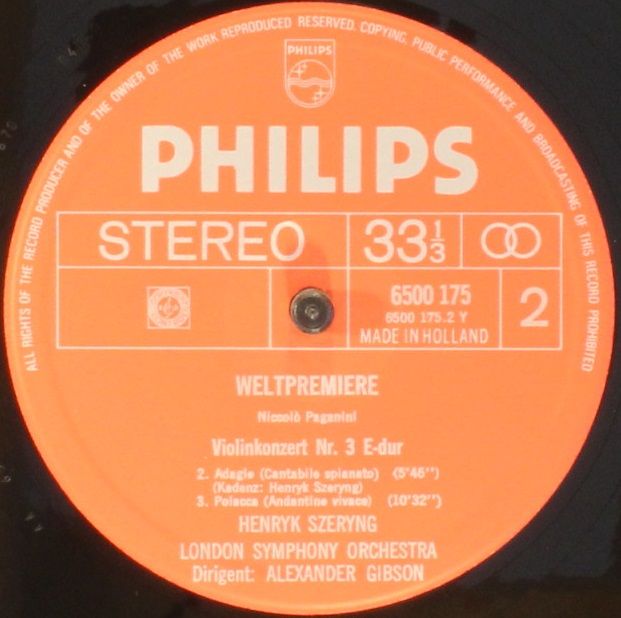 ALL RIGHTS OF THE RECORD PRODUCER AND OF THE OWNER OF THE WORK REPRODUCED RESERVED. COPYING, PUBLIC PERFORMANCE AND BROADCASTING OF THIS RECORD PROHIBITED
PHILIPS
PHILIPS
STEREO
33 1/3
6500 175
6500 175.2 Y
MADE IN HOLLAND
2
WELTPREMIERE
Niccolò Paganini
Violinkonzert Nr. 3 E-dur
2. Adagio (Cantabile spianato) (5'46'')
(Kadenz: Henryk Szeryng)
3. Polacca (Andantino vivace) (10'32'')
HENRYK SZERYNG
LONDON SYMPHONY ORCHESTRA
Dirigent: ALEXANDER GIBSON